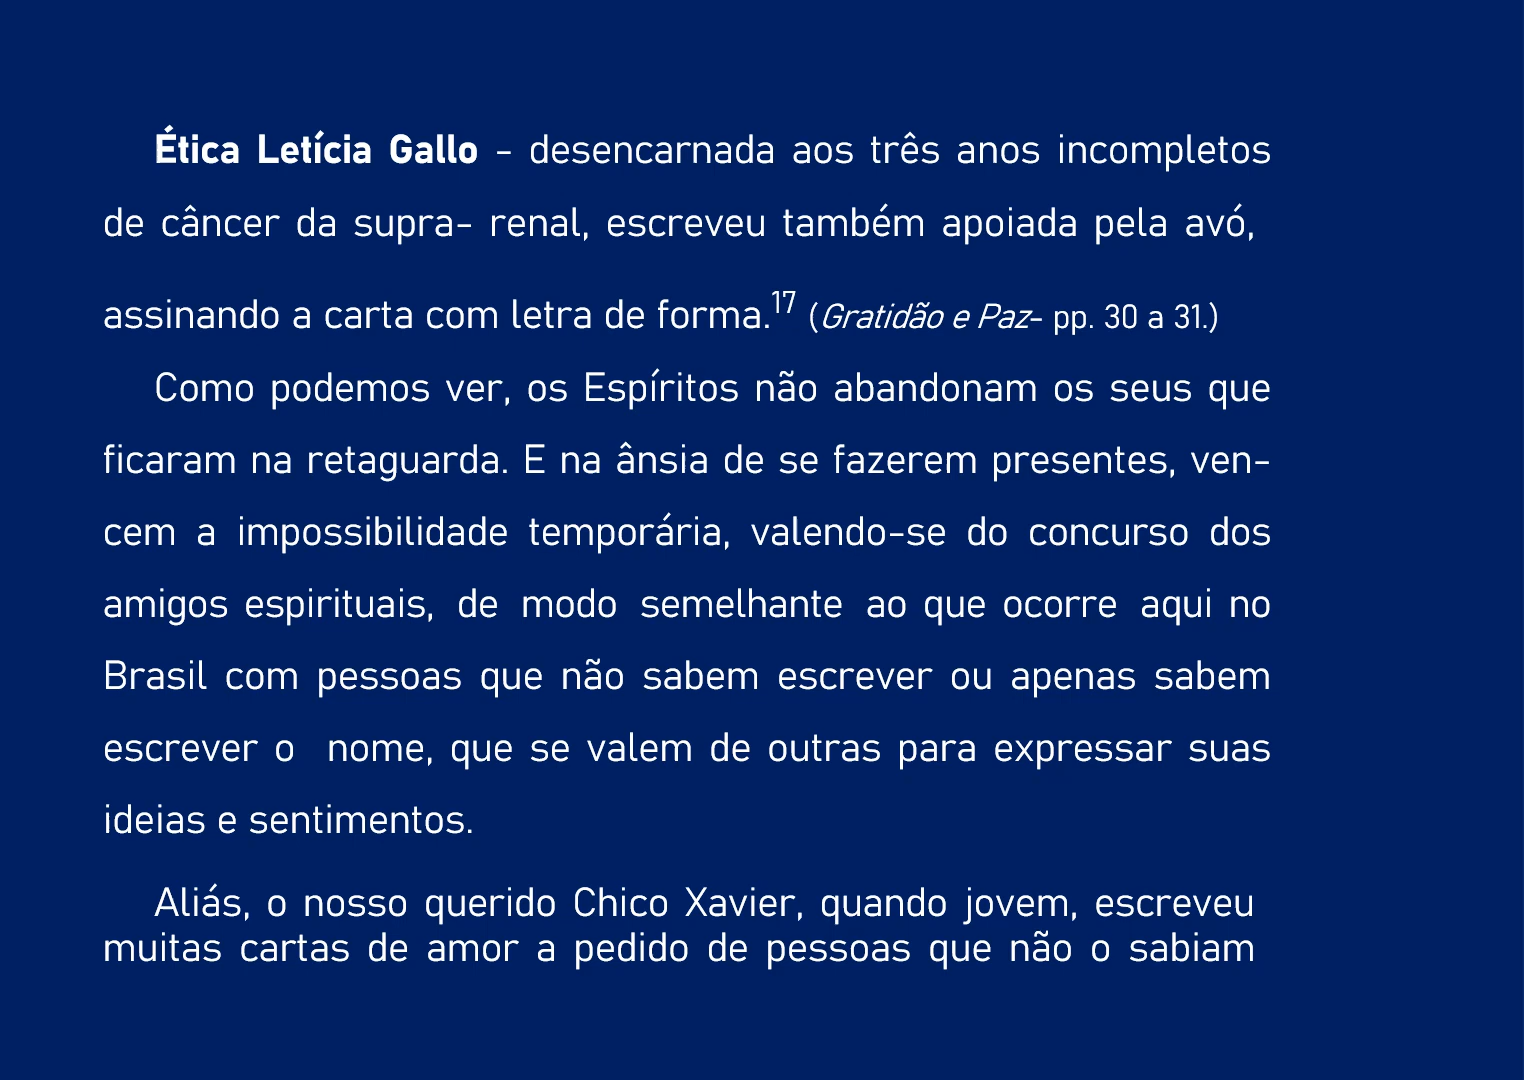 Ética Letícia Gallo - desencarnada aos três anos incompletos
de câncer da supra- renal, escreveu também apoiada pela avó,
assinando a carta com letra de forma.17 (Gratidão e Paz- pp. 30 a 31.)
Como podemos ver, os Espíritos não abandonam os seus que
ficaram na retaguarda. E na ânsia de se fazerem presentes, ven-
cem a impossibilidade temporária, valendo-se do concurso dos
amigos espirituais, de modo semelhante ao que ocorre aqui no
Brasil com pessoas que não sabem escrever ou apenas sabem
escrever o nome, que se valem de outras para expressar suas
ideias e sentimentos.
Aliás, o nosso querido Chico Xavier, quando jovem, escreveu
muitas cartas de amor a pedido de pessoas que não o sabiam